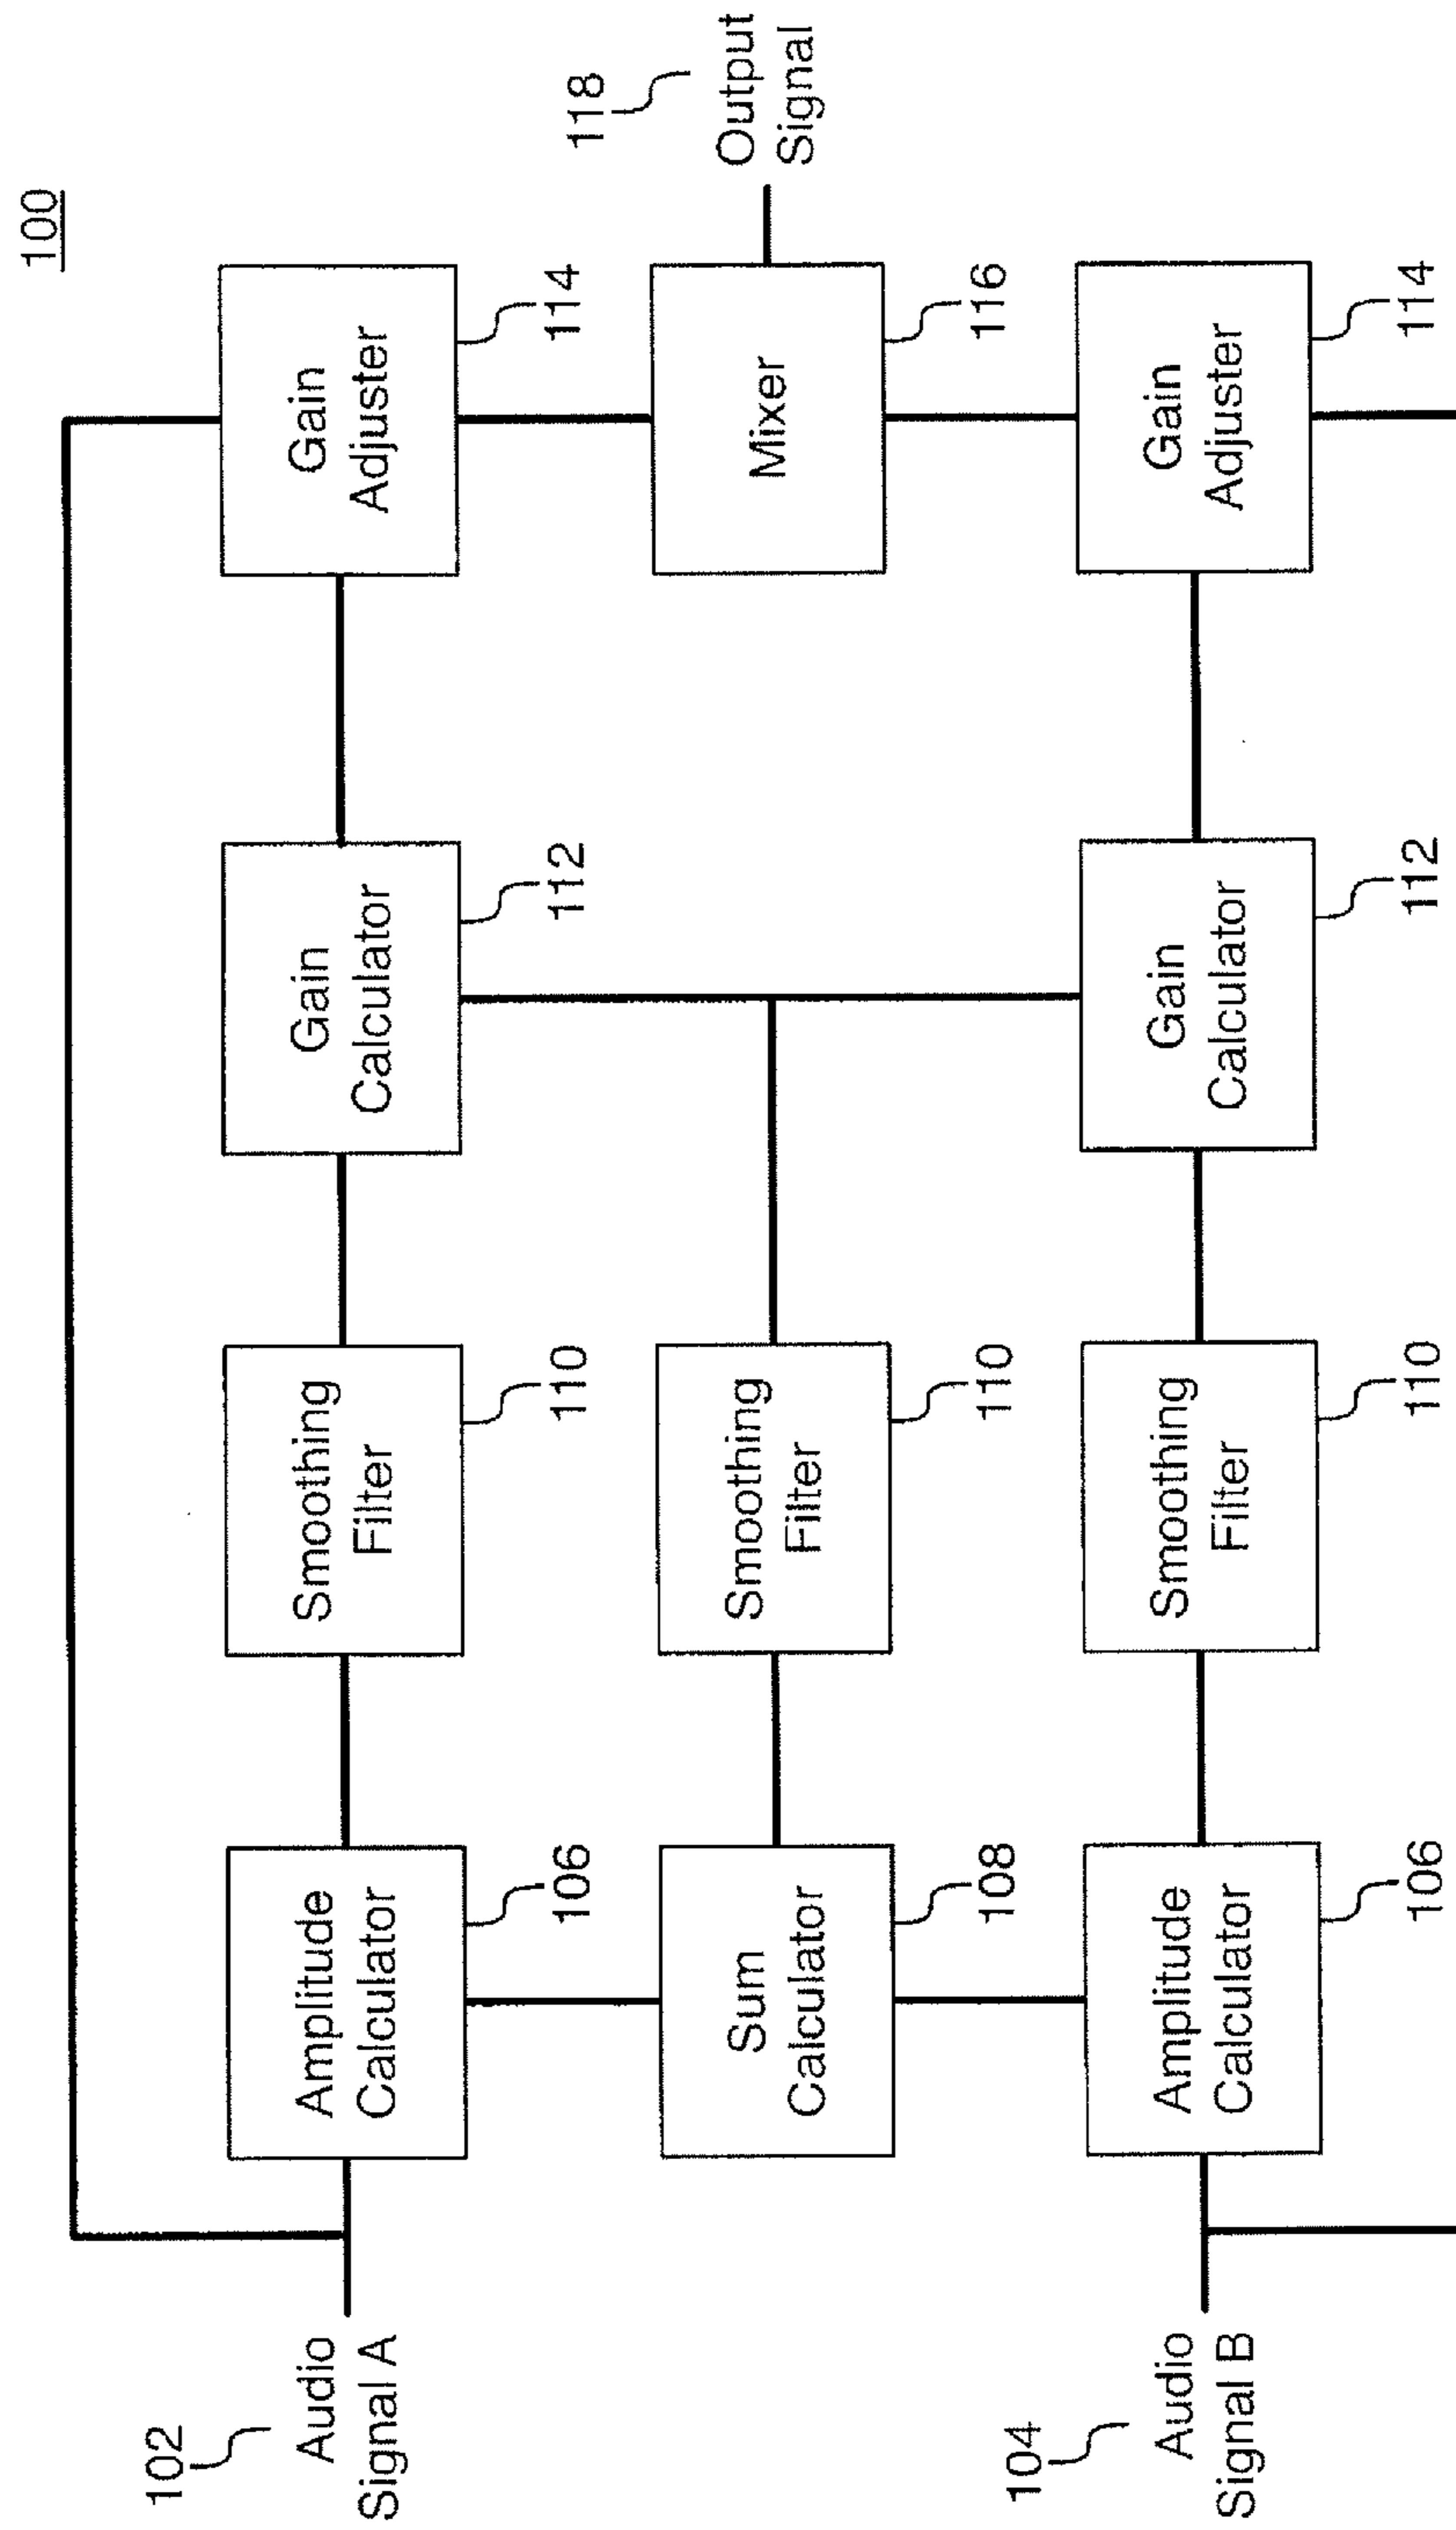 100
102
Audio
Signal A
Amplitude
Calculator
106
Smoothing
Filter
110
Gain
Calculator
112
Gain
Adjuster
114
Sum
Calculator
108
Smoothing
Filter
110
Mixer
116
118
Output
Signal
104
Audio
Signal B
Amplitude
Calculator
106
Smoothing
Filter
110
Gain
Calculator
112
Gain
Adjuster
114